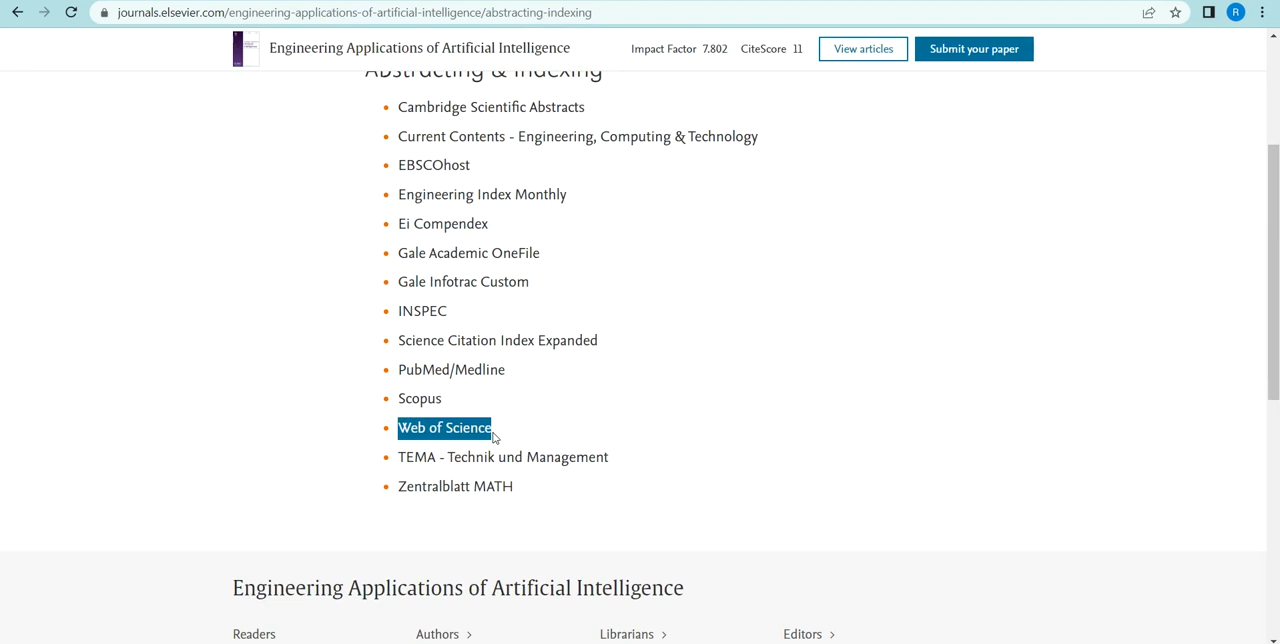 journals.elsevier.com/engineering-applications-of-artificial-intelligence/abstracting-indexing
R
Engineering Applications of Artificial Intelligence Impact Factor 7.802 CiteScore 11 View articles Submit your paper
Abstracting & Indexing
Cambridge Scientific Abstracts
Current Contents - Engineering, Computing & Technology
EBSCOhost
Engineering Index Monthly
Ei Compendex
Gale Academic OneFile
Gale Infotrac Custom
INSPEC
Science Citation Index Expanded
PubMed/Medline
Scopus
Web of Science
TEMA - Technik und Management
Zentralblatt MATH
Engineering Applications of Artificial Intelligence
Readers Authors Librarians Editors